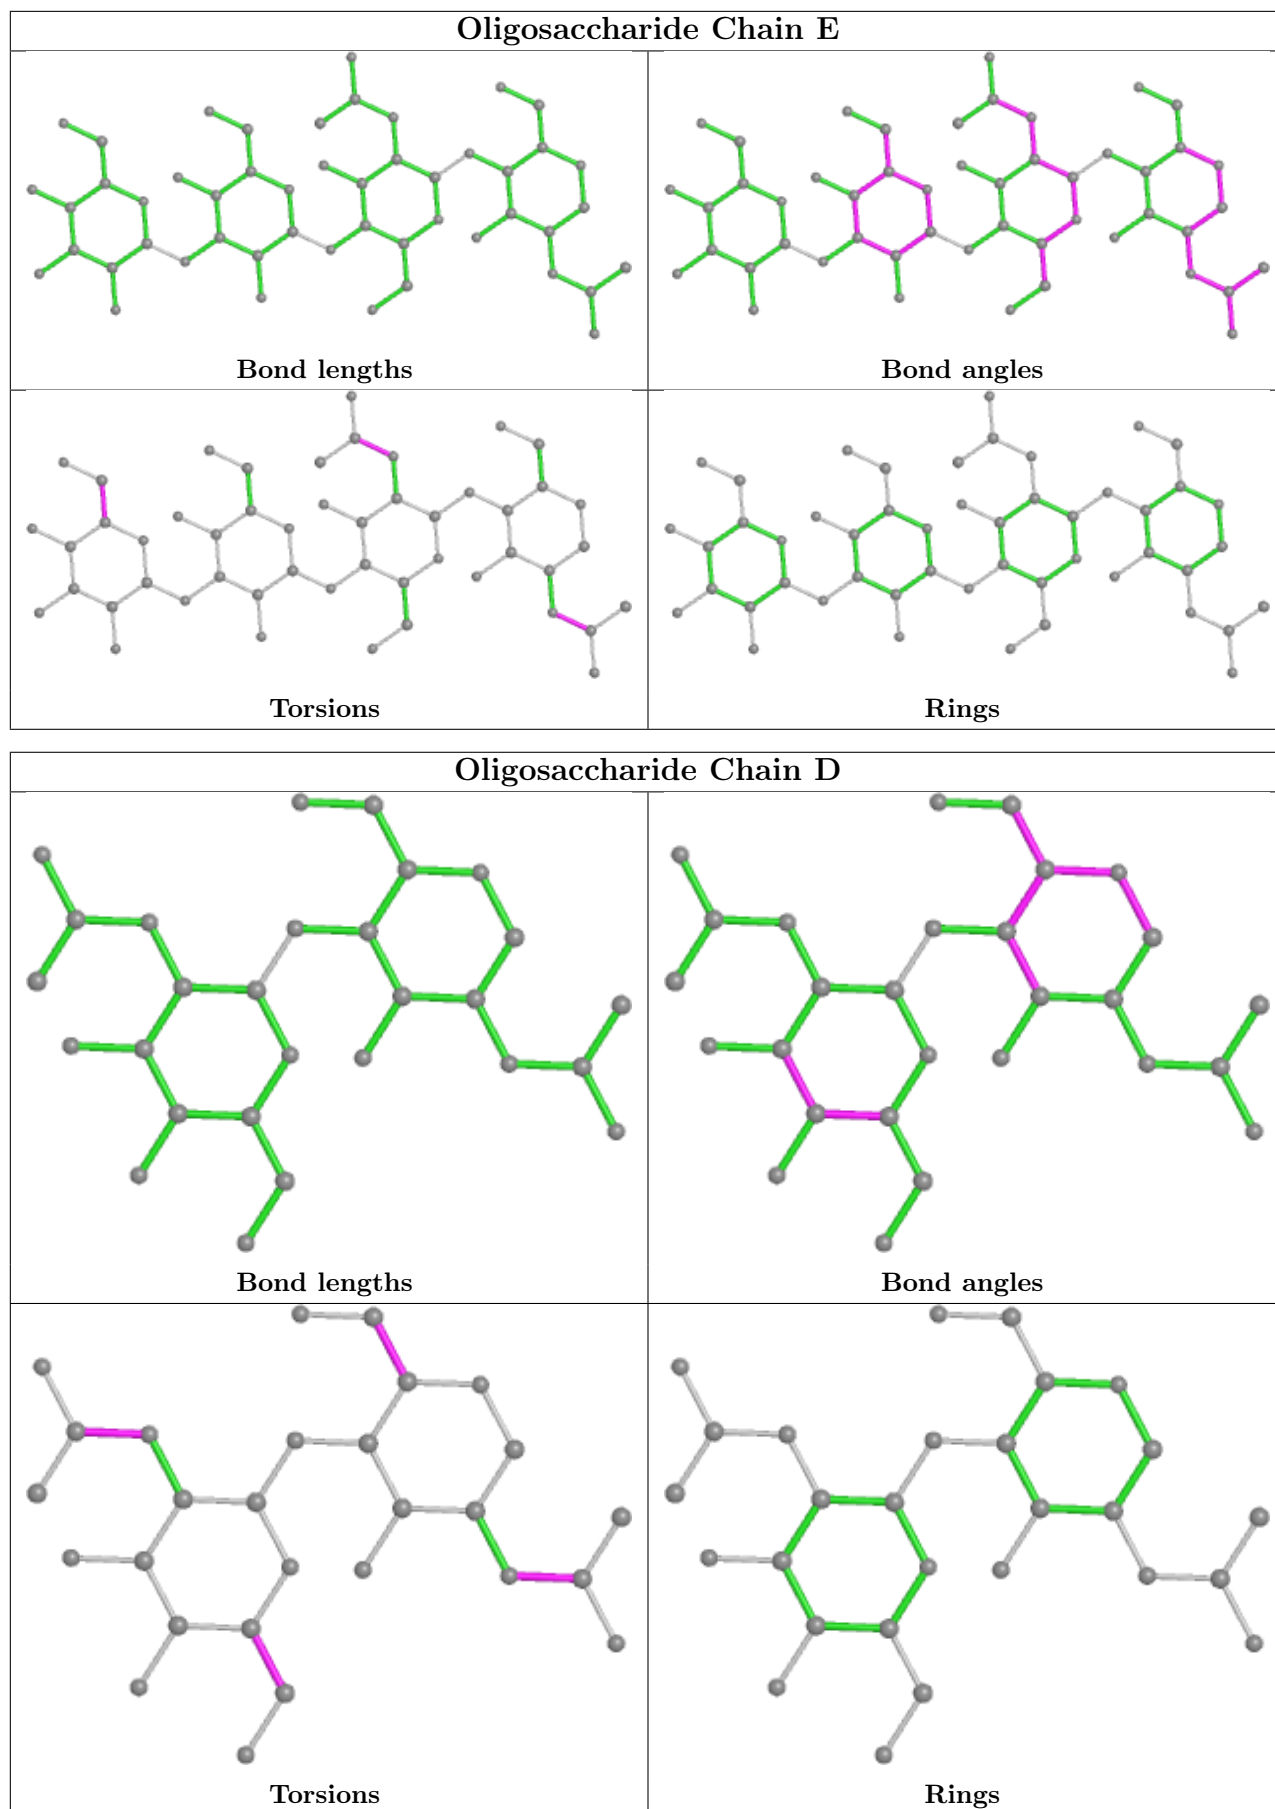 Oligosaccharide Chain E
Bond lengths
Bond angles
Torsions
Rings
Oligosaccharide Chain D
Bond lengths
Bond angles
Torsions
Rings